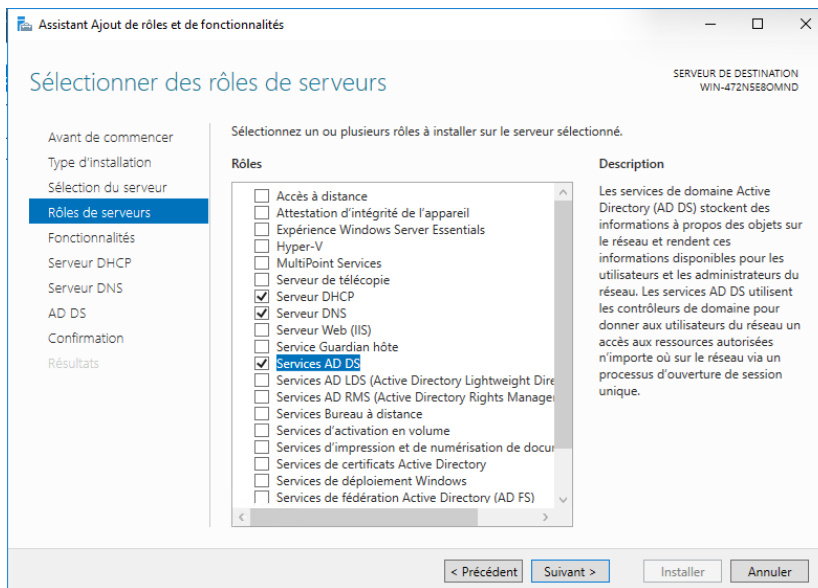 Assistant Ajout de rôles et de fonctionnalités
Sélectionner des rôles de serveurs
SERVEUR DE DESTINATION
WIN-472N5E8OMND
Avant de commencer
Type d'installation
Sélection du serveur
Rôles de serveurs
Fonctionnalités
Serveur DHCP
Serveur DNS
AD DS
Confirmation
Résultats
Sélectionnez un ou plusieurs rôles à installer sur le serveur sélectionné.
Rôles
Accès à distance
Attestation d'intégrité de l'appareil
Expérience Windows Server Essentials
Hyper-V
MultiPoint Services
Serveur de télécopie
Serveur DHCP
Serveur DNS
Serveur Web (IIS)
Service Guardian hôte
Services AD DS
Services AD LDS (Active Directory Lightweight Dire
Services AD RMS (Active Directory Rights Manager
Services Bureau à distance
Services d'activation en volume
Services d'impression et de numérisation de docur
Services de certificats Active Directory
Services de déploiement Windows
Services de fédération Active Directory (AD FS)
Description
Les services de domaine Active
Directory (AD DS) stockent des
informations à propos des objets sur
le réseau et rendent ces
informations disponibles pour les
utilisateurs et les administrateurs du
réseau. Les services AD DS utilisent
les contrôleurs de domaine pour
donner aux utilisateurs du réseau un
accès aux ressources autorisées
n'importe où sur le réseau via un
processus d'ouverture de session
unique.
< Précédent
Suivant >
Installer
Annuler